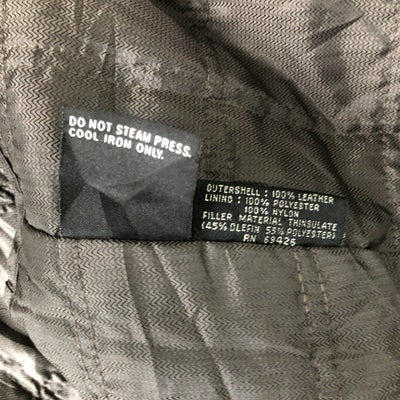 DO NOT STEAM PRESS.
COOL IRON ONLY.
OUTERSHELL : 100% LEATHER
LINING : 100% POLYESTER
100% NYLON
FILLER MATERIAL THINSULATE
(45% OLEFIN 55% POLYESTER)
RN 69426